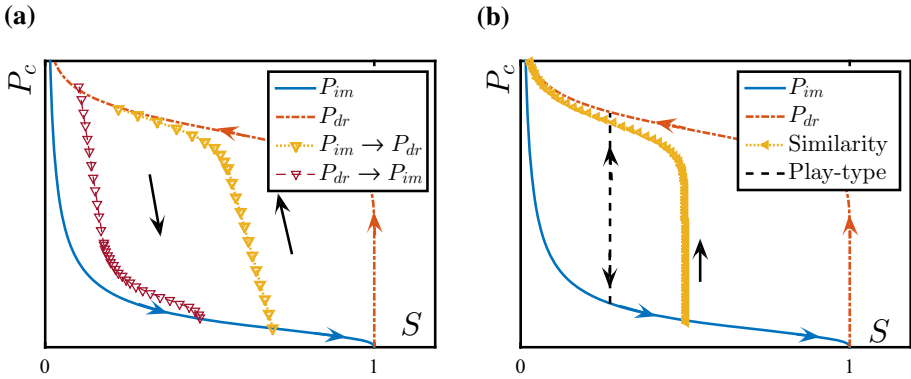 (a)
P_c
P_im
P_dr
P_im → P_dr
P_dr → P_im
S
0
1
(b)
P_c
P_im
P_dr
Similarity
Play-type
S
0
1